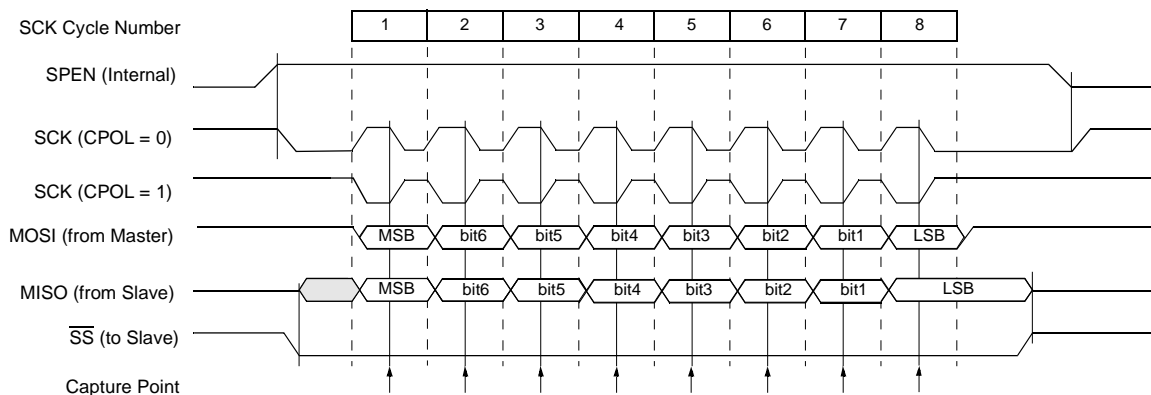 SCK Cycle Number 1 2 3 4 5 6 7 8
SPEN (Internal)
SCK (CPOL = 0)
SCK (CPOL = 1)
MOSI (from Master) MSB bit6 bit5 bit4 bit3 bit2 bit1 LSB
MISO (from Slave) MSB bit6 bit5 bit4 bit3 bit2 bit1 LSB
SS (to Slave)
Capture Point